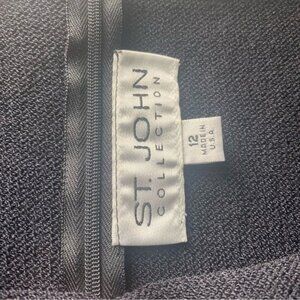 ST. JOHN
COLLECTION
12
MADE IN
U.S.A.